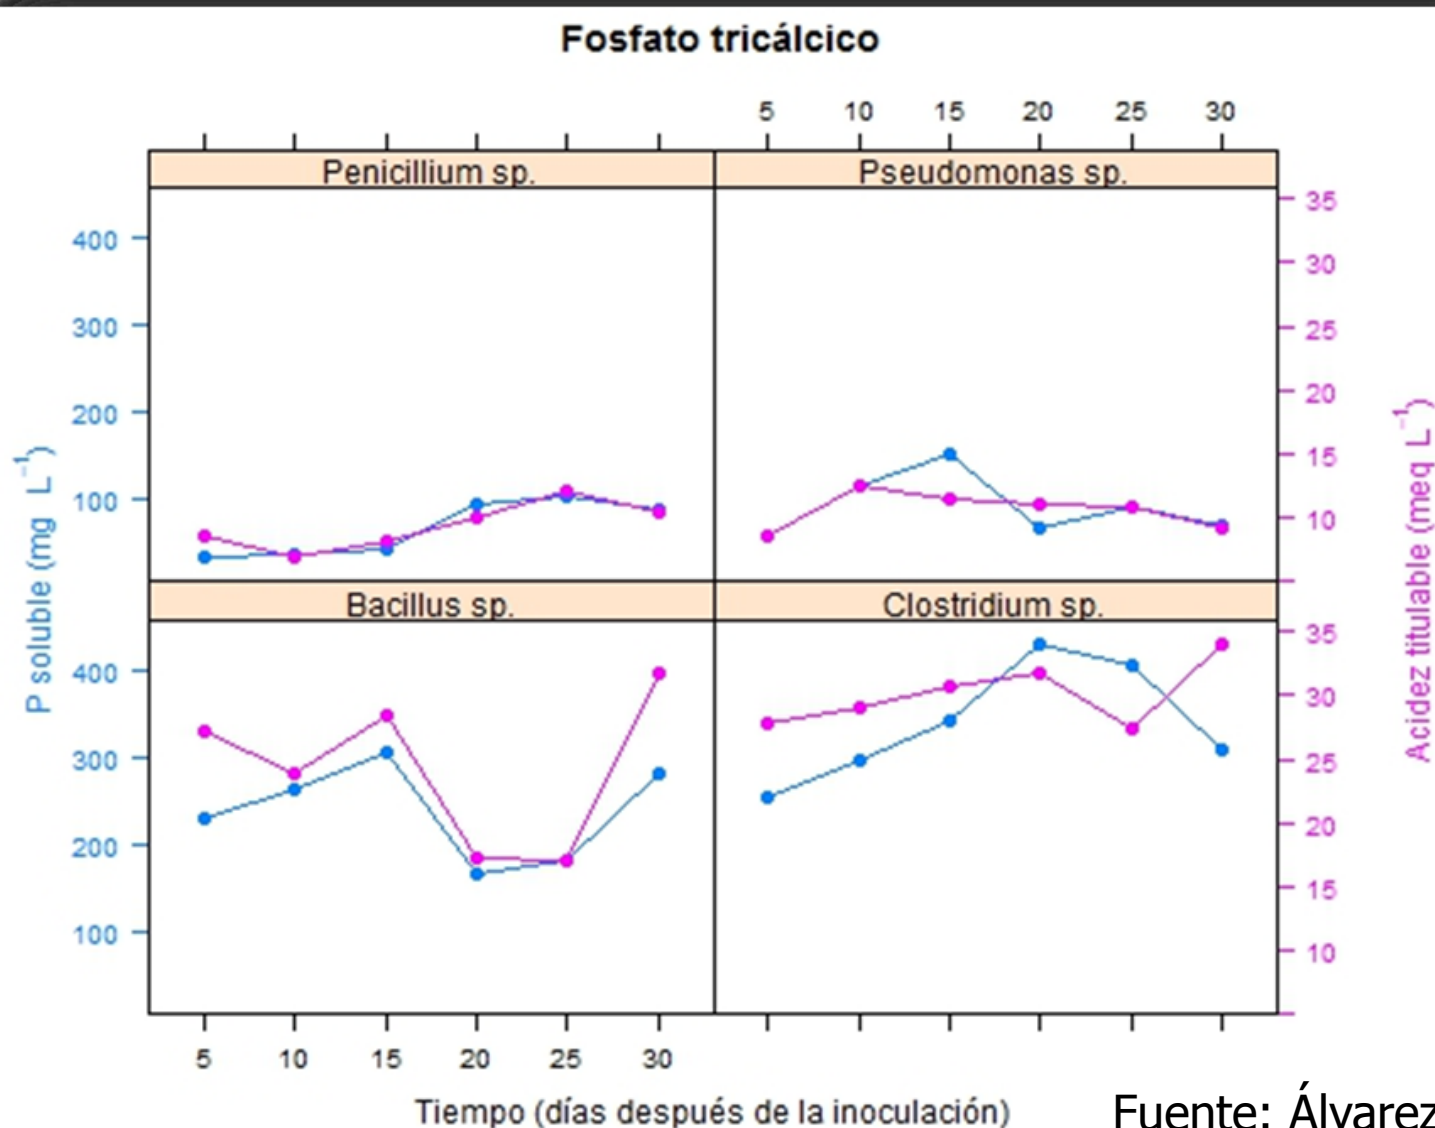 Fosfato tricálcico
5 10 15 20 25 30
Penicillium sp.
Pseudomonas sp.
400
300
200
100
35
30
25
20
15
10
Bacillus sp.
Clostridium sp.
400
300
200
100
35
30
25
20
15
10
P soluble (mg L⁻¹)
Acidez titulable (meq L⁻¹)
5 10 15 20 25 30
Tiempo (días después de la inoculación)
Fuente: Álvarez